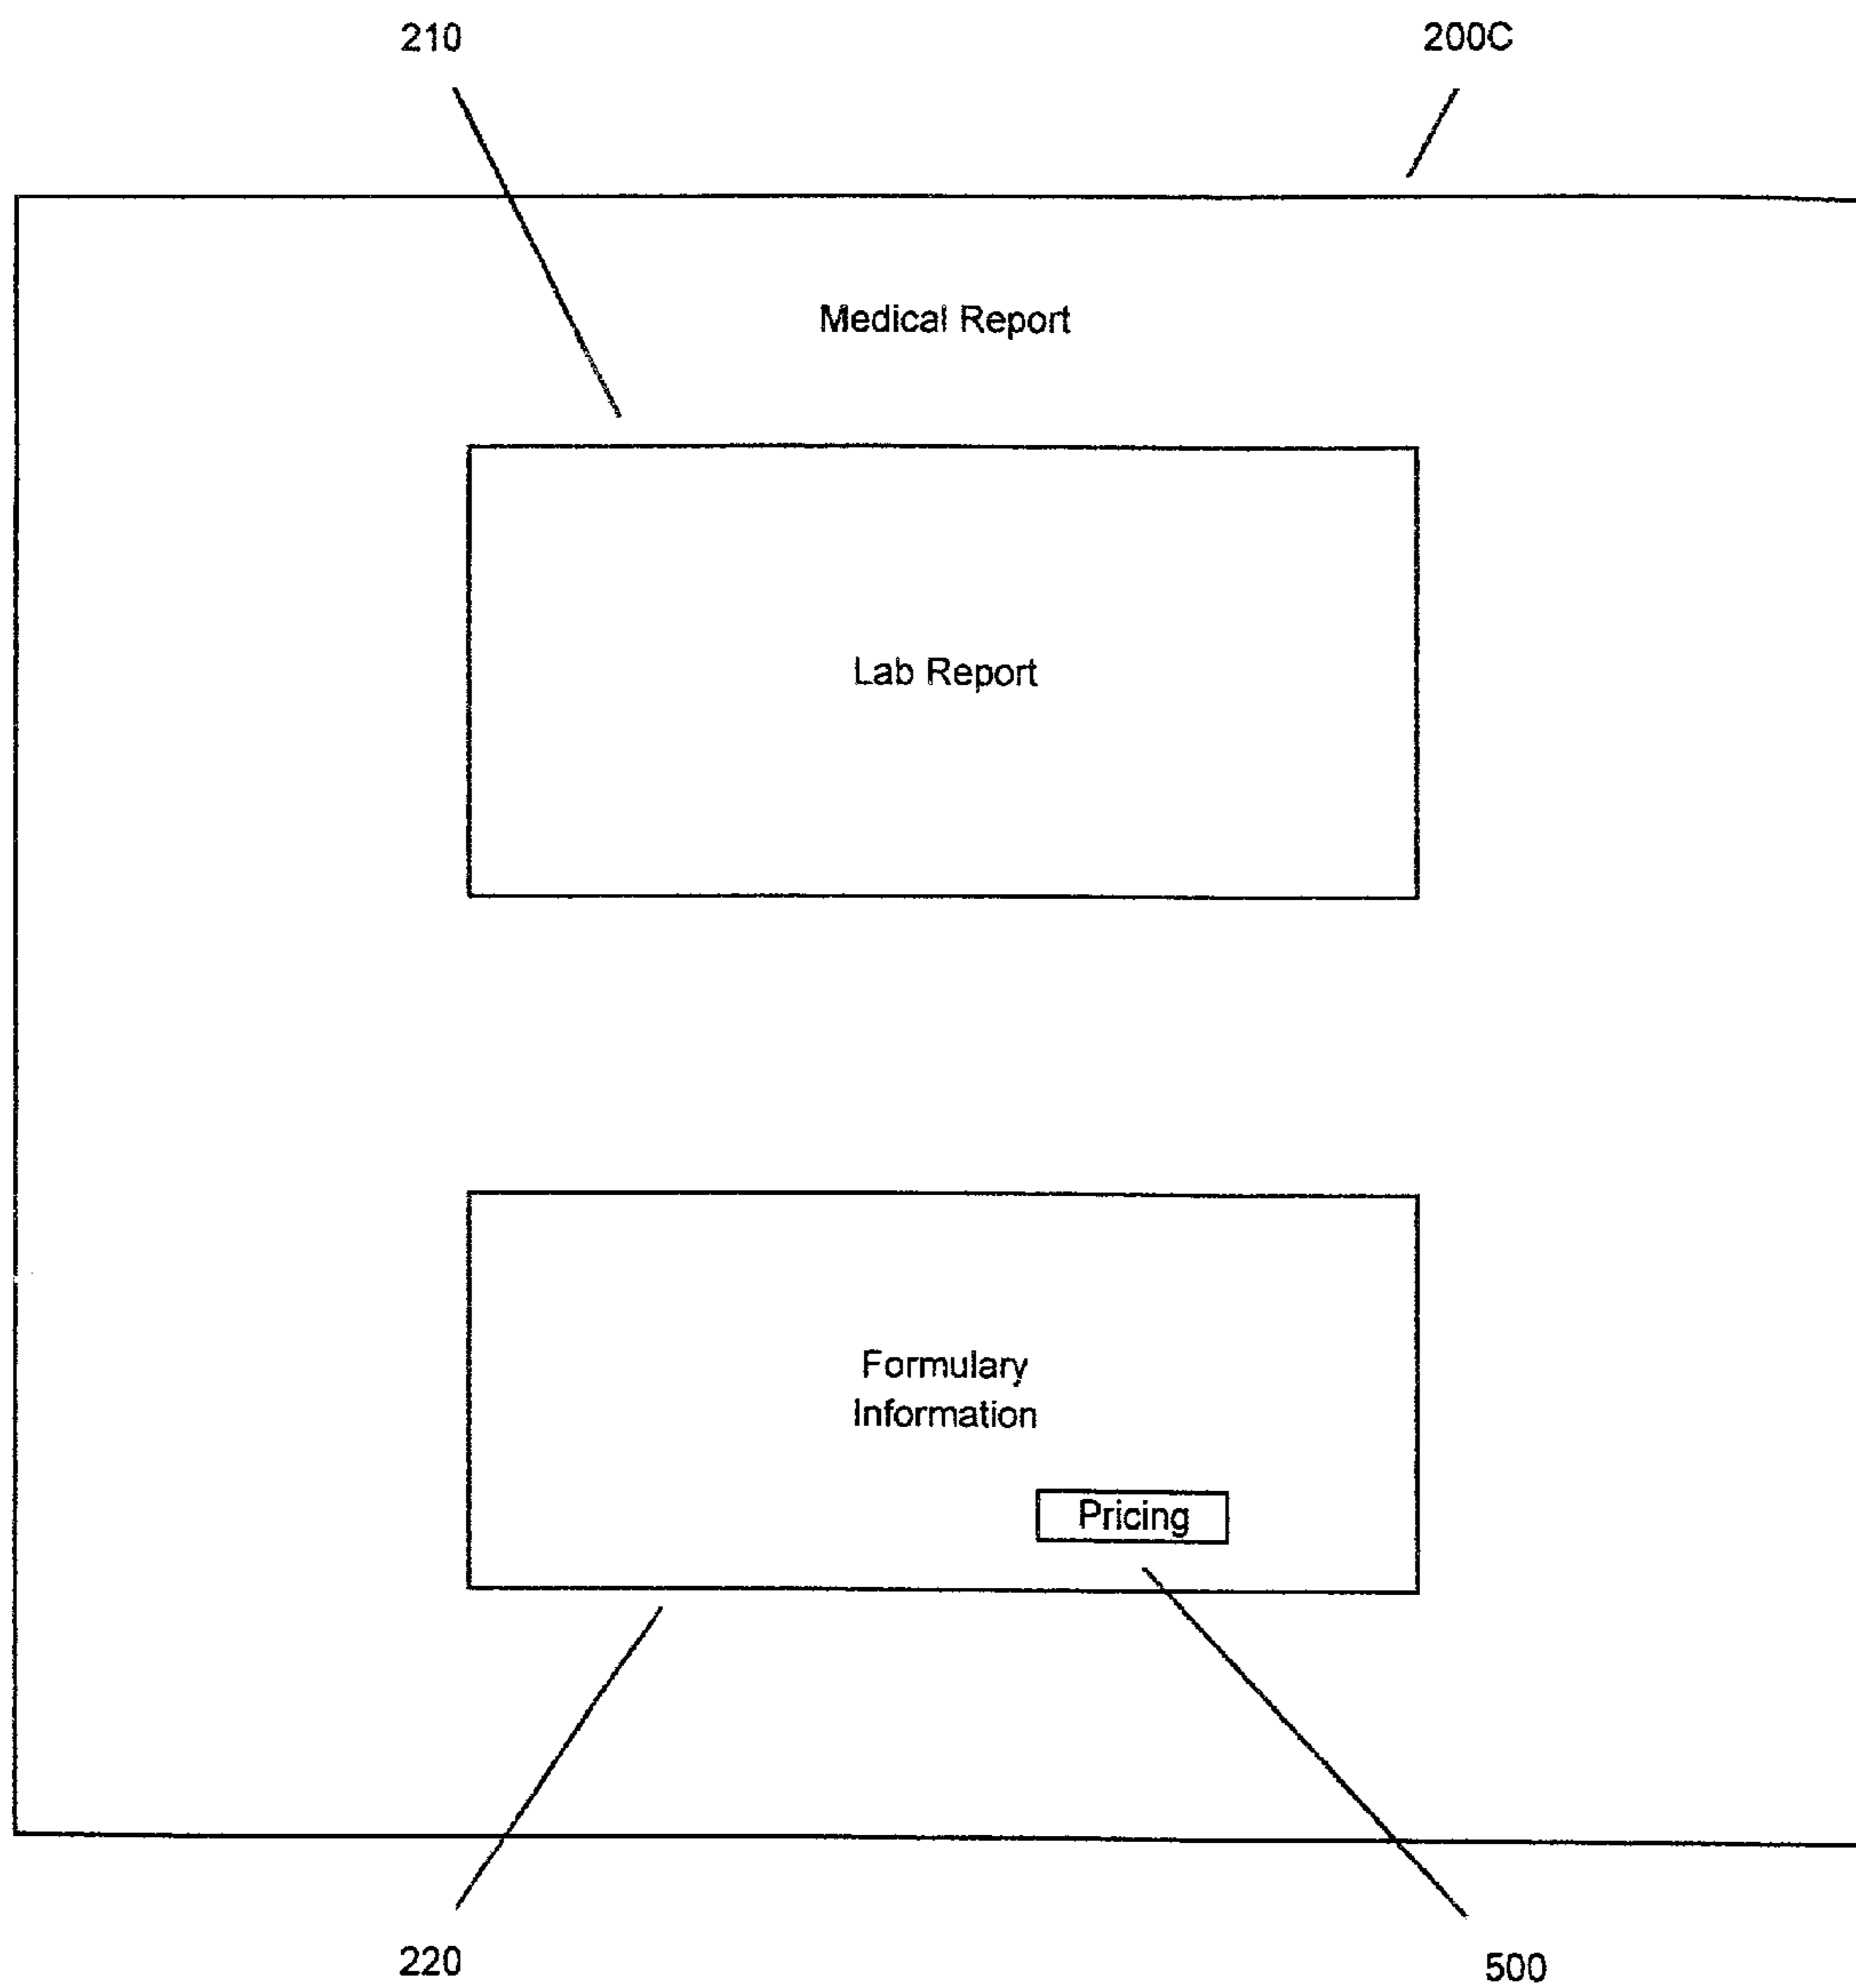 210
200C
Medical Report
Lab Report
Formulary
Information
Pricing
220
500